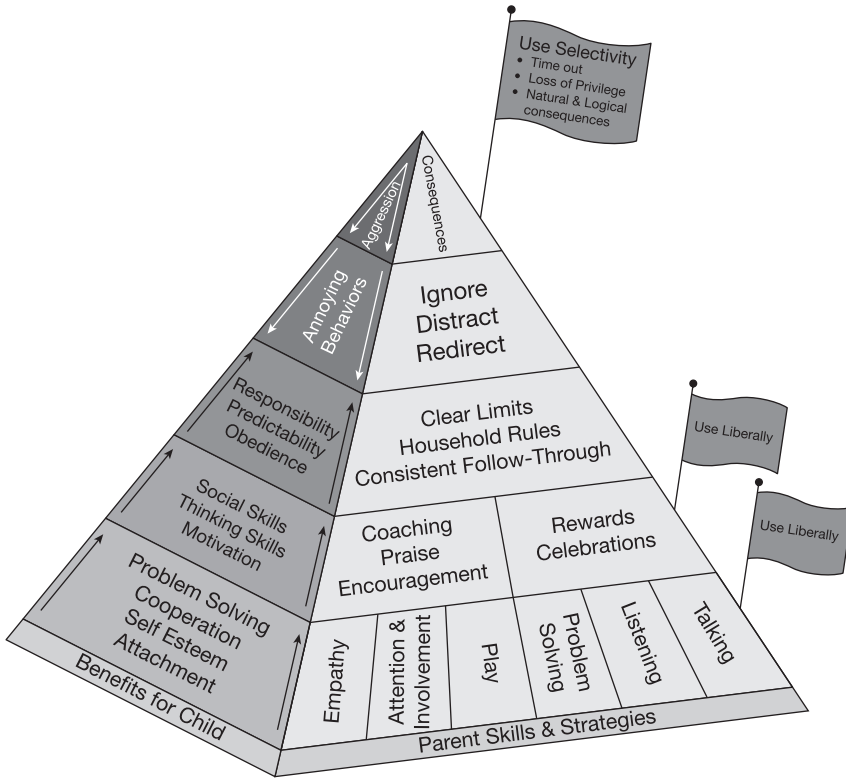 Use Selectivity
• Time out
• Loss of Privilege
• Natural & Logical
consequences
Aggression
Consequences
Annoying
Behaviors
Ignore
Distract
Redirect
Responsibility
Predictability
Obedience
Clear Limits
Household Rules
Consistent Follow-Through
Use Liberally
Social Skills
Thinking Skills
Motivation
Coaching
Praise
Encouragement
Rewards
Celebrations
Use Liberally
Problem Solving
Cooperation
Self Esteem
Attachment
Empathy
Attention &
Involvement
Play
Problem
Solving
Listening
Talking
Benefits for Child
Parent Skills & Strategies